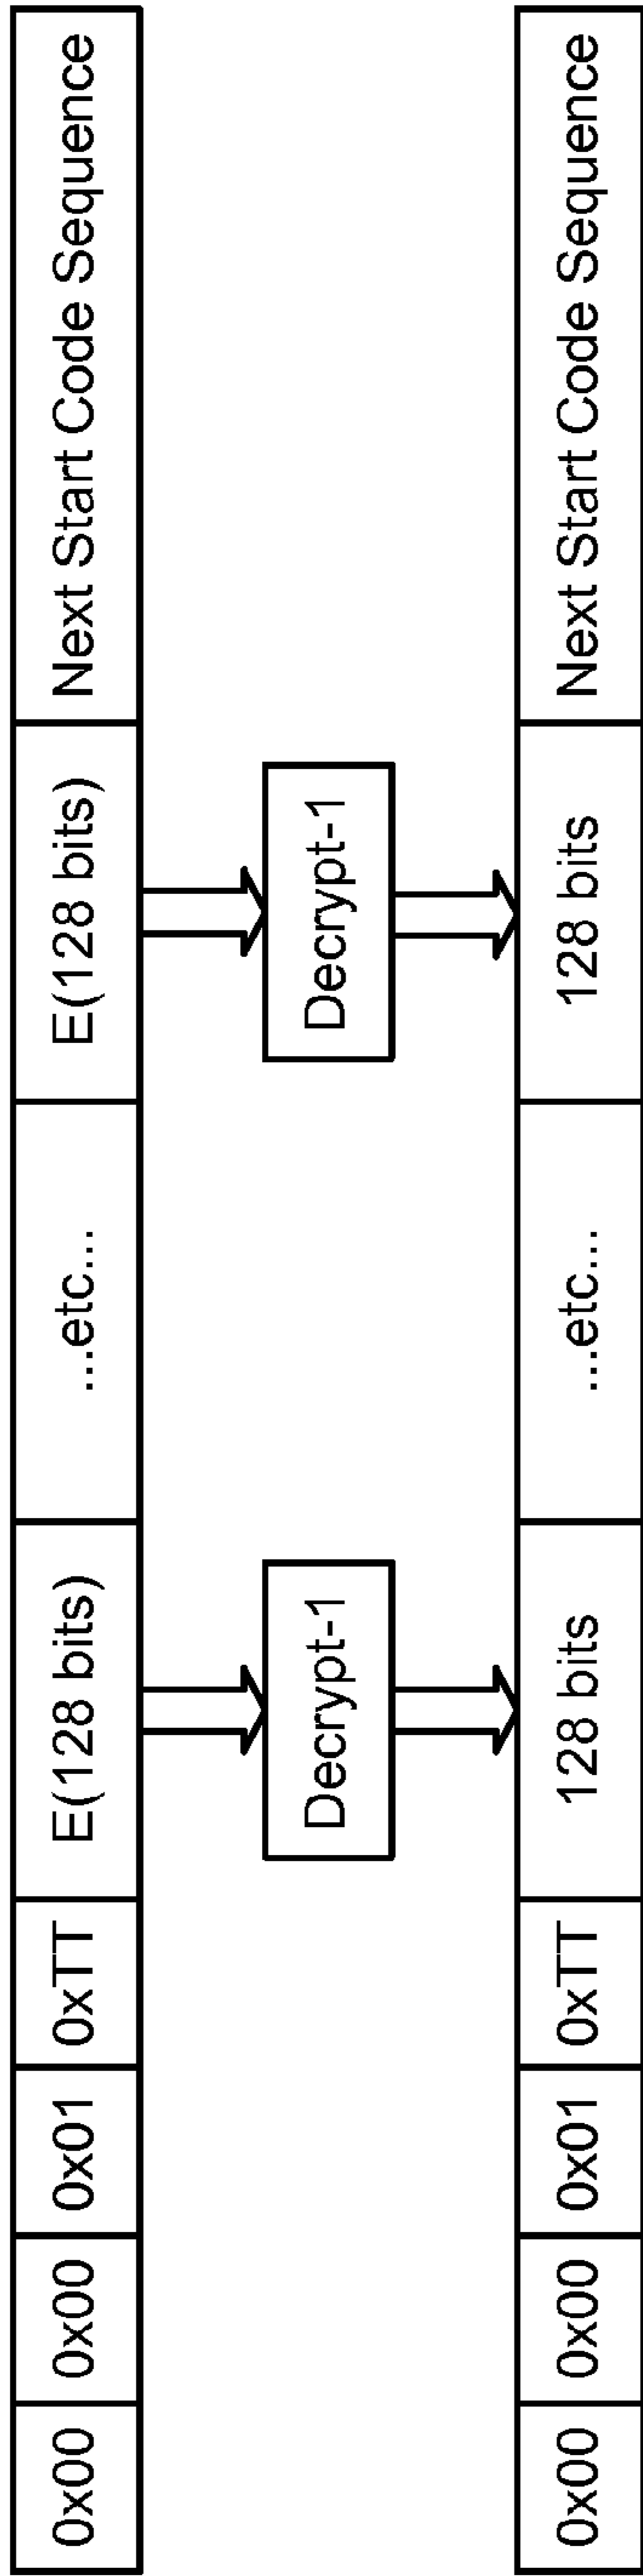 0x00
0x00
0x01
0xTT
E(128 bits)
...etc...
E(128 bits)
Next Start Code Sequence
Decrypt-1
Decrypt-1
0x00
0x00
0x01
0xTT
128 bits
...etc...
128 bits
Next Start Code Sequence